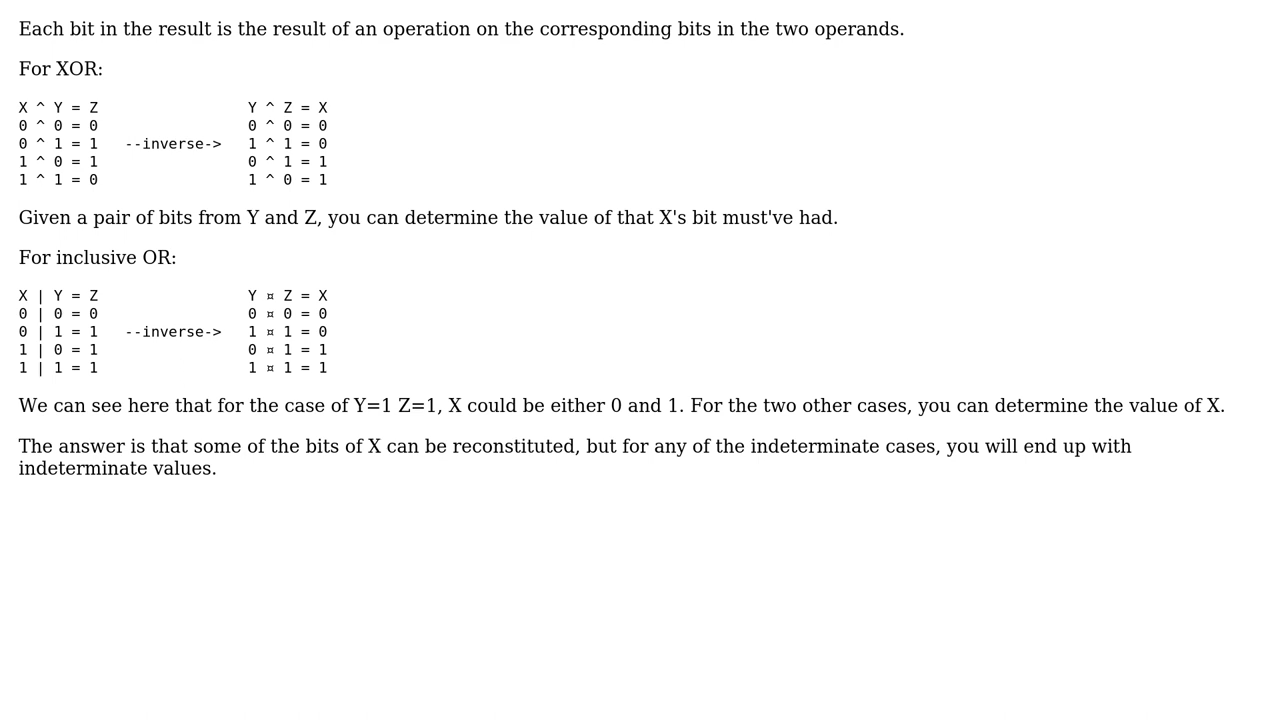 Each bit in the result is the result of an operation on the corresponding bits in the two operands.
For XOR:
X ^ Y = Z                 Y ^ Z = X
0 ^ 0 = 0                 0 ^ 0 = 0
0 ^ 1 = 1   --inverse->   1 ^ 1 = 0
1 ^ 0 = 1                 0 ^ 1 = 1
1 ^ 1 = 0                 1 ^ 0 = 1
Given a pair of bits from Y and Z, you can determine the value of that X's bit must've had.
For inclusive OR:
X | Y = Z                 Y ¤ Z = X
0 | 0 = 0                 0 ¤ 0 = 0
0 | 1 = 1   --inverse->   1 ¤ 1 = 0
1 | 0 = 1                 0 ¤ 1 = 1
1 | 1 = 1                 1 ¤ 1 = 1
We can see here that for the case of Y=1 Z=1, X could be either 0 and 1. For the two other cases, you can determine the value of X.
The answer is that some of the bits of X can be reconstituted, but for any of the indeterminate cases, you will end up with
indeterminate values.